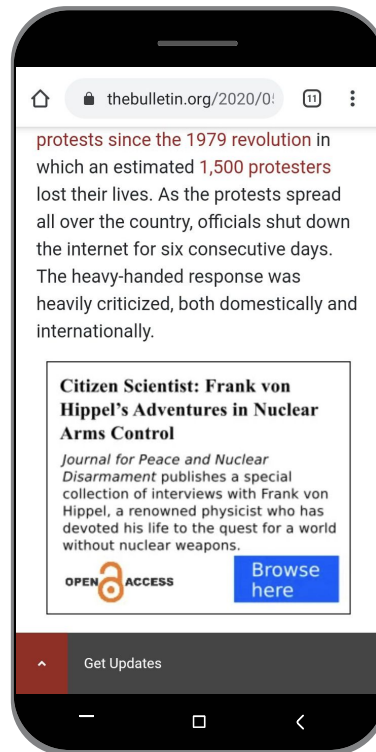 thebulletin.org/2020/05
11
protests since the 1979 revolution in
which an estimated 1,500 protesters
lost their lives. As the protests spread
all over the country, officials shut down
the internet for six consecutive days.
The heavy-handed response was
heavily criticized, both domestically and
internationally.
Citizen Scientist: Frank von
Hippel’s Adventures in Nuclear
Arms Control
Journal for Peace and Nuclear
Disarmament publishes a special
collection of interviews with Frank von
Hippel, a renowned physicist who has
devoted his life to the quest for a world
without nuclear weapons.
OPEN ACCESS
Browse
here
Get Updates